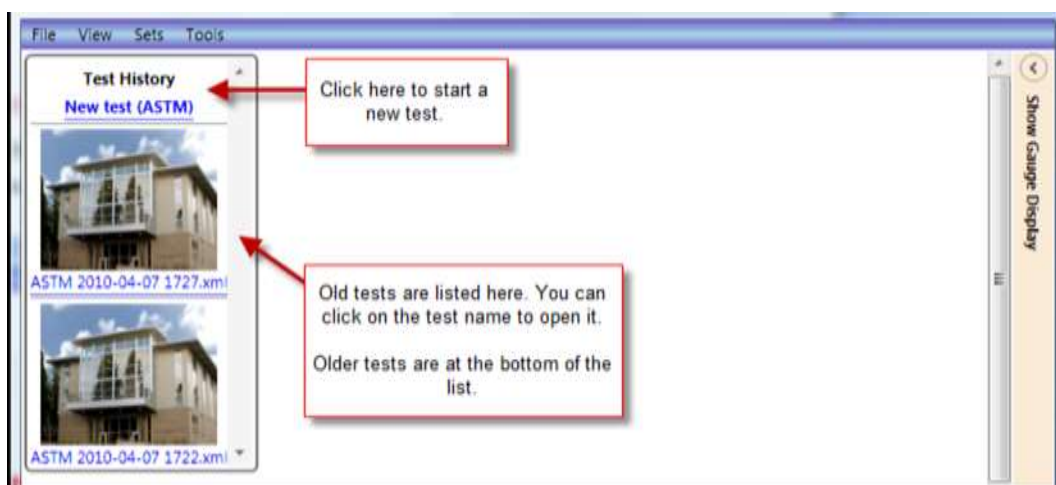 File View Sets Tools
Test History
New test (ASTM)
Click here to start a
new test.
ASTM 2010-04-07 1727.xml
Old tests are listed here. You can
click on the test name to open it.
Older tests are at the bottom of the
list.
ASTM 2010-04-07 1722.xml
Show Gauge Display